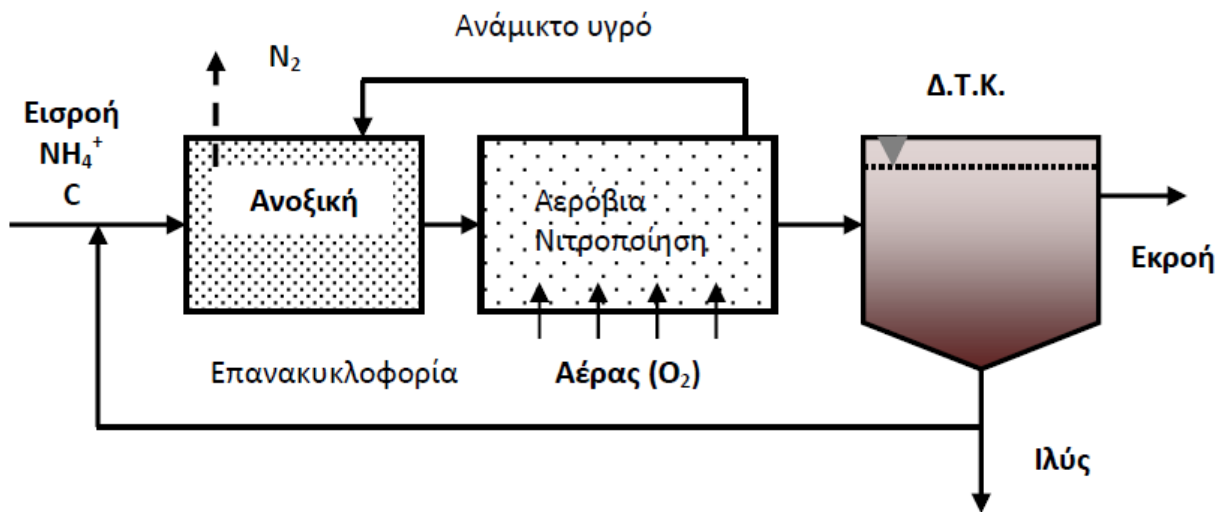 Ανάμικτο υγρό
N₂
Δ.Τ.Κ.
Εισροή
NH₄⁺
C
Ανοξική
Αερόβια
Νιτροποίηση
Εκροή
Επανακυκλοφορία
Αέρας (O₂)
Ιλύς